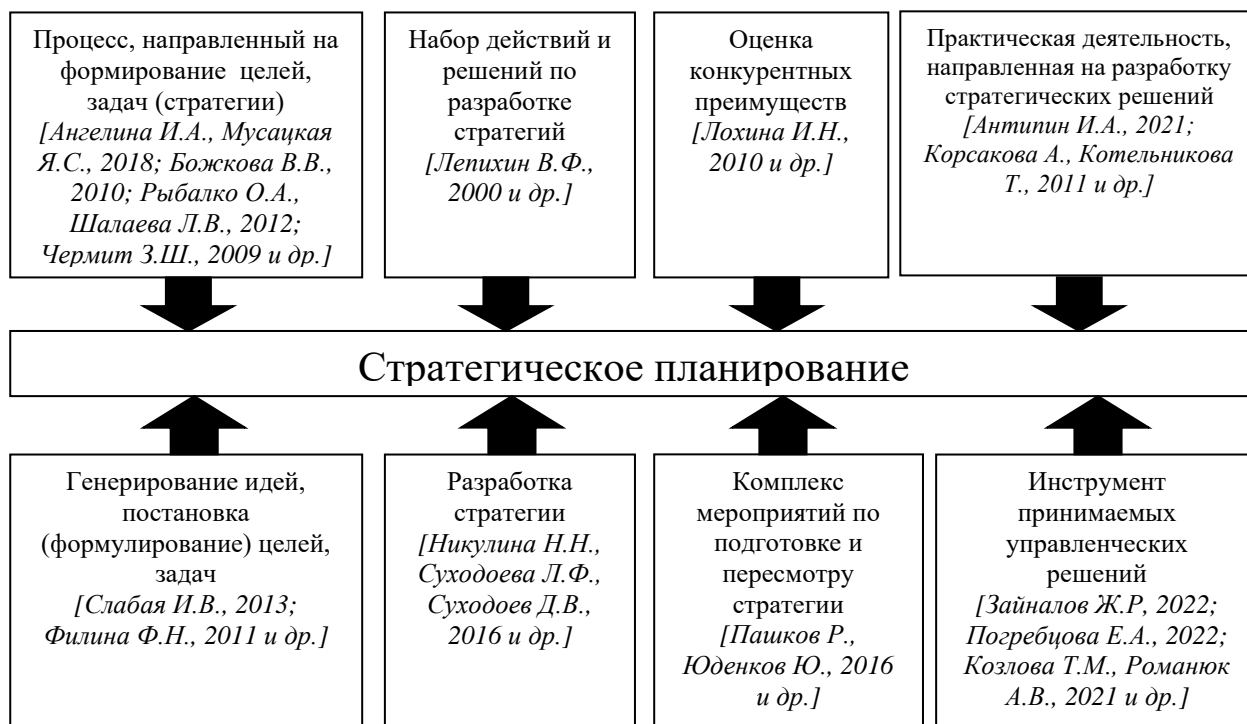 Процесс, направленный на
формирование целей,
задач (стратегии)
[Ангелина И.А., Мусацкая
Я.С., 2018; Божкова В.В.,
2010; Рыбалко О.А.,
Шалаева Л.В., 2012;
Чермит З.Ш., 2009 и др.]
Набор действий и
решений по
разработке
стратегий
[Лепихин В.Ф.,
2000 и др.]
Оценка
конкурентных
преимуществ
[Лохина И.Н.,
2010 и др.]
Практическая деятельность,
направленная на разработку
стратегических решений
[Антипин И.А., 2021;
Корсакова А., Котельникова
Т., 2011 и др.]
Стратегическое планирование
Генерирование идей,
постановка
(формулирование) целей,
задач
[Слабая И.В., 2013;
Филина Ф.Н., 2011 и др.]
Разработка
стратегии
[Никулина Н.Н.,
Суходоева Л.Ф.,
Суходоев Д.В.,
2016 и др.]
Комплекс
мероприятий по
подготовке и
пересмотру
стратегии
[Пашков Р.,
Юденков Ю., 2016
и др.]
Инструмент
принимаемых
управленческих
решений
[Зайналов Ж.Р, 2022;
Погребцова Е.А., 2022;
Козлова Т.М., Романюк
А.В., 2021 и др.]